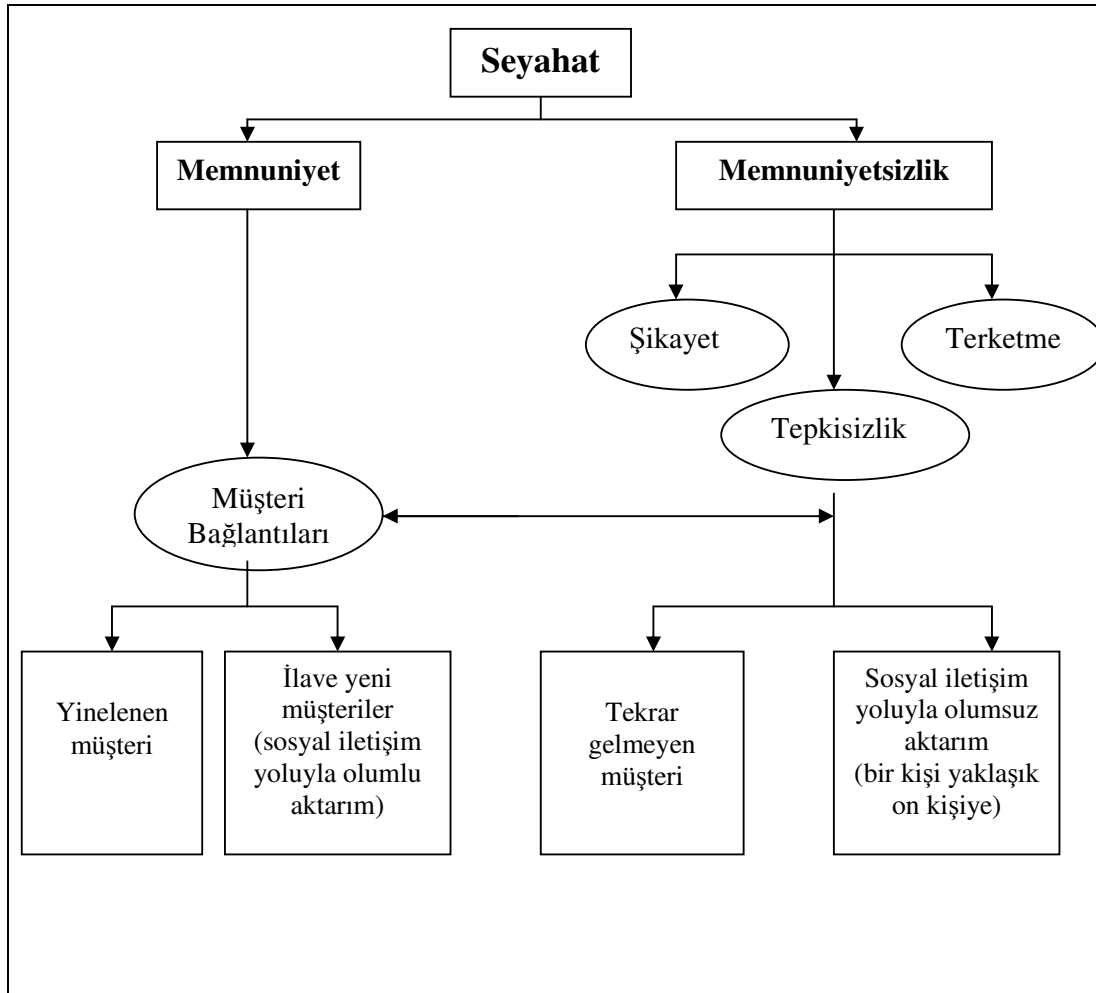 Seyahat
Memnuniyet
Memnuniyetsizlik
Şikayet
Terketme
Tepkisizlik
Müşteri
Bağlantıları
Yinelenen
müşteri
İlave yeni
müşteriler
(sosyal iletişim
yoluyla olumlu
aktarım)
Tekrar
gelmeyen
müşteri
Sosyal iletişim
yoluyla olumsuz
aktarım
(bir kişi yaklaşık
on kişiye)